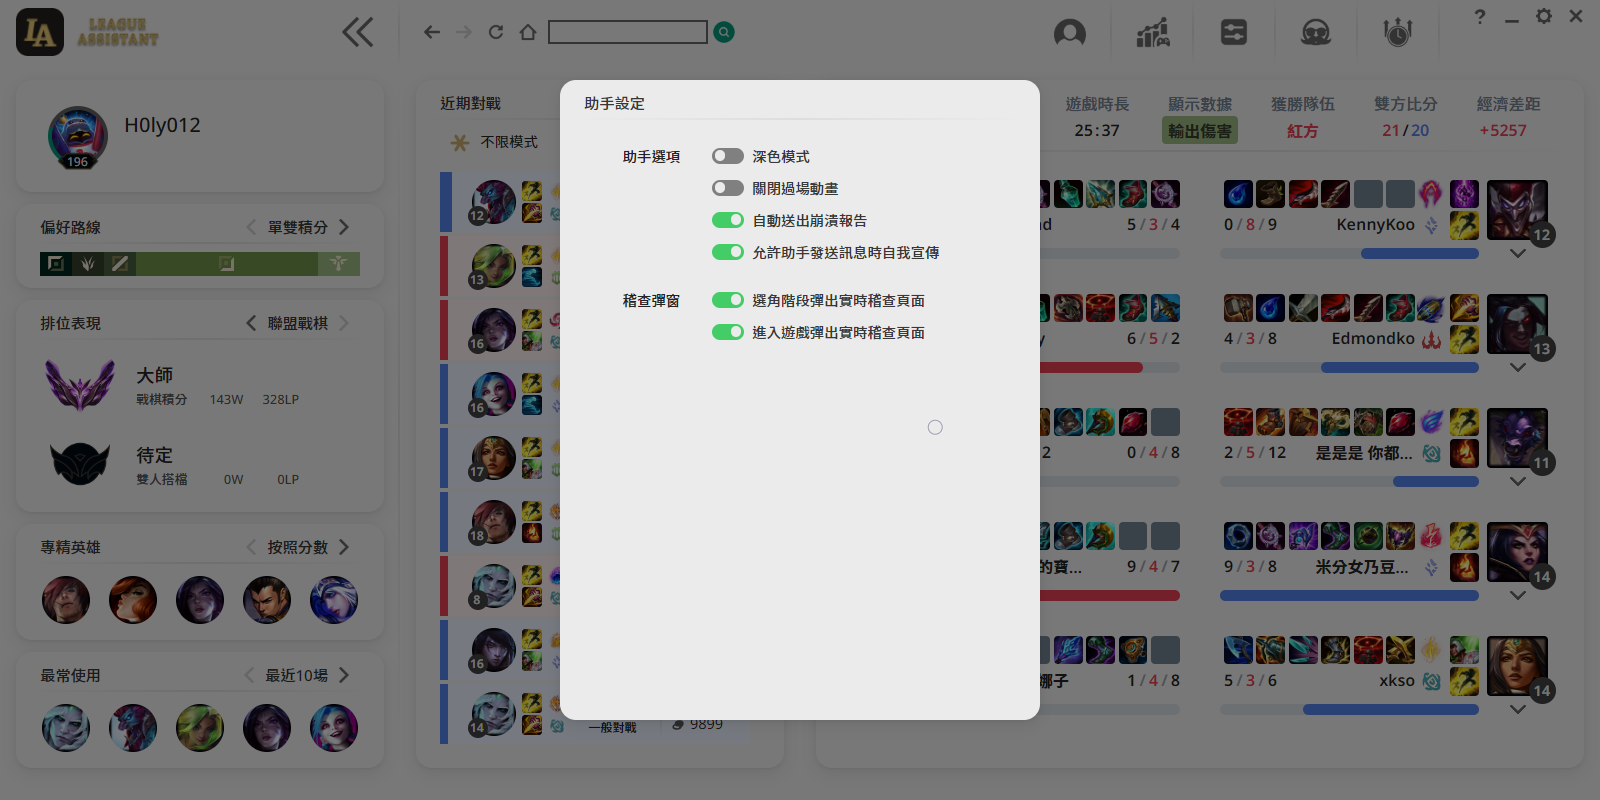 LA
LEAGUE
ASSISTANT
?
H0ly012
196
偏好路線
單雙積分
排位表現
聯盟戰棋
大師
戰棋積分 143W 328LP
待定
雙人搭檔 0W 0LP
專精英雄
按照分數
最常使用
最近10場
近期對戰
不限模式
12
13
16
16
17
18
8
16
14
一般對戰
9899
助手設定
助手選項
深色模式
關閉過場動畫
自動送出崩潰報告
允許助手發送訊息時自我宣傳
稽查彈窗
選角階段彈出實時稽查頁面
進入遊戲彈出實時稽查頁面
遊戲時長 顯示數據 獲勝隊伍 雙方比分 經濟差距
25:37 輸出傷害 紅方 21/20 +5257
5 / 3 / 4
0 / 8 / 9 KennyKoo
12
6 / 5 / 2
4 / 3 / 8 Edmondko
13
2
0 / 4 / 8
2 / 5 / 12 是是是 你都...
11
的寶...
9 / 4 / 7
9 / 3 / 8 米分女乃豆...
14
娜子
1 / 4 / 8
5 / 3 / 6 xkso
14